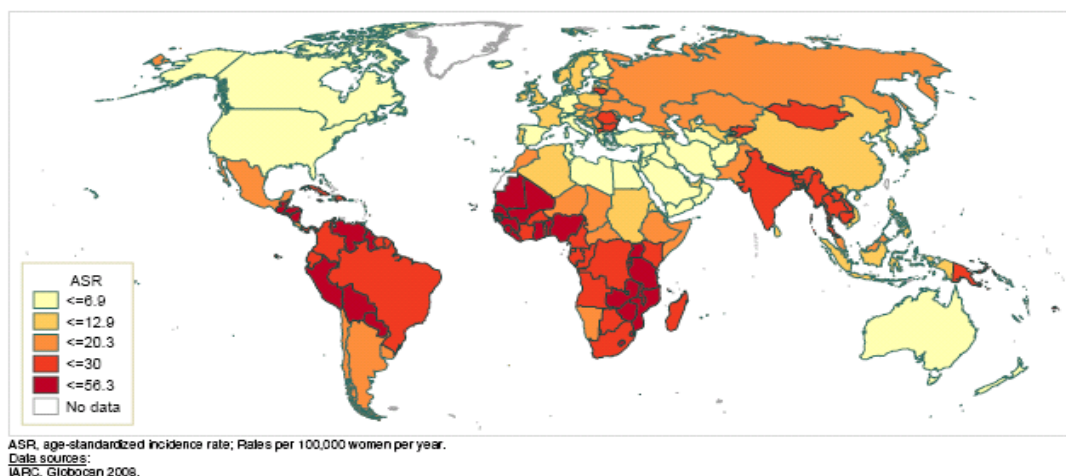 ASR
<=6.9
<=12.9
<=20.3
<=30
<=56.3
No data
ASR, age-standardized incidence rate; Rates per 100,000 women per year.
Data sources:
IARC, Globocan 2008.